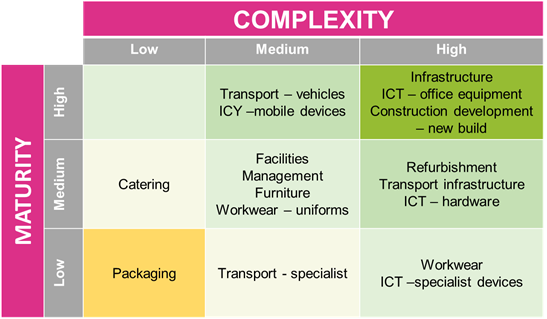 COMPLEXITY
Low
Medium
High
MATURITY
High
Transport – vehicles
ICY –mobile devices
Infrastructure
ICT – office equipment
Construction development
– new build
Medium
Catering
Facilities
Management
Furniture
Workwear – uniforms
Refurbishment
Transport infrastructure
ICT – hardware
Low
Packaging
Transport - specialist
Workwear
ICT –specialist devices